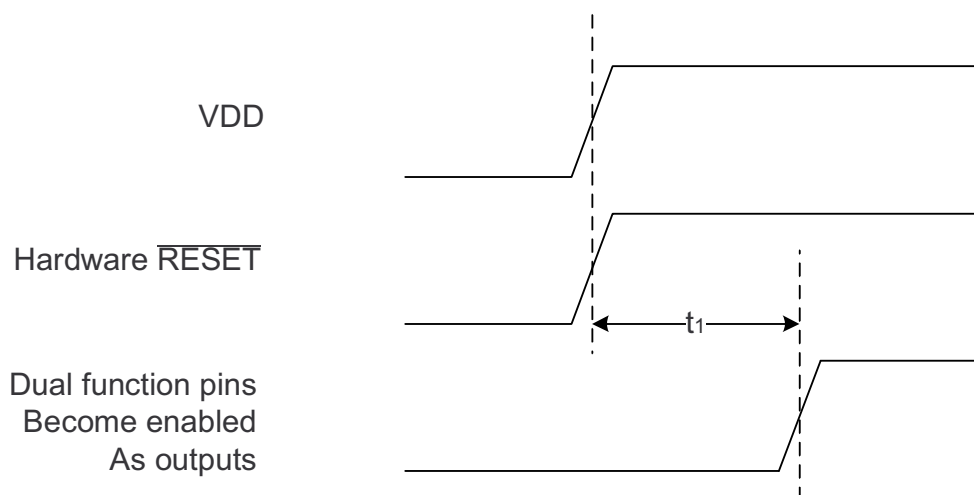 VDD
Hardware RESET
t1
Dual function pins
Become enabled
As outputs